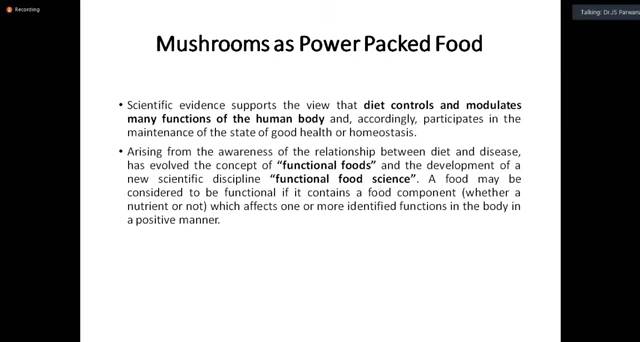 Recording
Talking: Dr.JS Parwana
Mushrooms as Power Packed Food
• Scientific evidence supports the view that diet controls and modulates
many functions of the human body and, accordingly, participates in the
maintenance of the state of good health or homeostasis.
• Arising from the awareness of the relationship between diet and disease,
has evolved the concept of “functional foods” and the development of a
new scientific discipline “functional food science”. A food may be
considered to be functional if it contains a food component (whether a
nutrient or not) which affects one or more identified functions in the body in
a positive manner.